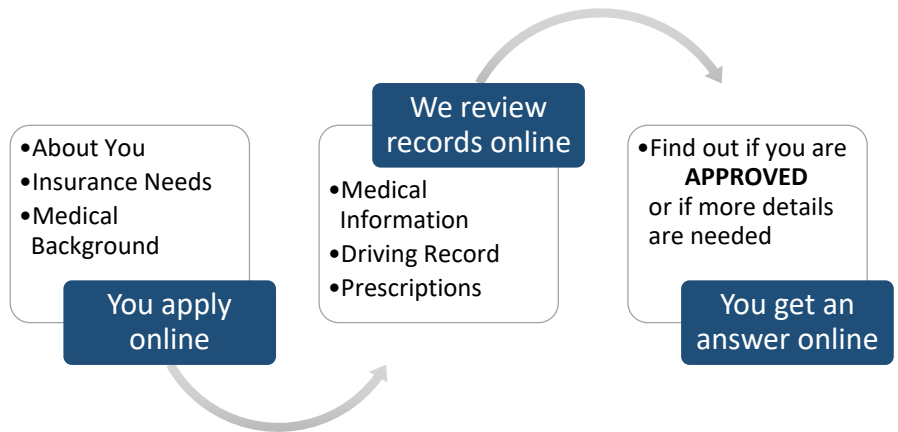 •About You
•Insurance Needs
•Medical
Background
You apply
online
We review
records online
•Medical
Information
•Driving Record
•Prescriptions
•Find out if you are
APPROVED
or if more details
are needed
You get an
answer online